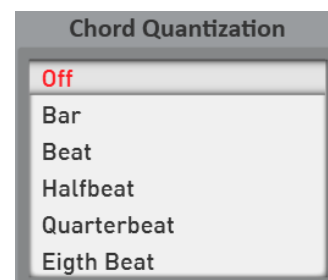 Chord Quantization
Off
Bar
Beat
Halfbeat
Quarterbeat
Eigth Beat